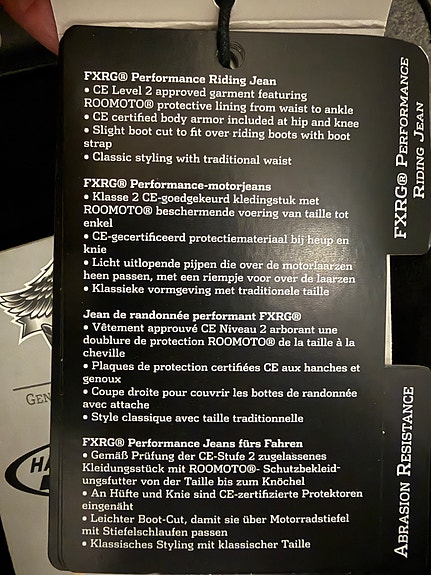 FXRG® Performance Riding Jean
• CE Level 2 approved garment featuring
ROOMOTO® protective lining from waist to ankle
• CE certified body armor included at hip and knee
• Slight boot cut to fit over riding boots with boot
strap
• Classic styling with traditional waist
FXRG® Performance-motorjeans
• Klasse 2 CE-goedgekeurd kledingstuk met
ROOMOTO® beschermende voering van taille tot
enkel
• CE-gecertificeerd protectiemateriaal bij heup en
knie
• Licht uitlopende pijpen die over de motorlaarzen
heen passen, met een riempje voor over de laarzen
• Klassieke vormgeving met traditionele taille
Jean de randonnée performant FXRG®
• Vêtement approuvé CE Niveau 2 arborant une
doublure de protection ROOMOTO® de la taille à la
cheville
• Plaques de protection certifiées CE aux hanches et
genoux
• Coupe droite pour couvrir les bottes de randonnée
avec attache
• Style classique avec taille traditionnelle
FXRG® Performance Jeans fürs Fahren
• Gemäß Prüfung der CE-Stufe 2 zugelassenes
Kleidungsstück mit ROOMOTO®- Schutzbekleid-
ungsfutter von der Taille bis zum Knöchel
• An Hüfte und Knie sind CE-zertifizierte Protektoren
eingenäht
• Leichter Boot-Cut, damit sie über Motorradstiefel
mit Stiefelschlaufen passen
• Klassisches Styling mit klassischer Taille
FXRG® Performance
Riding Jean
Abrasion Resistance